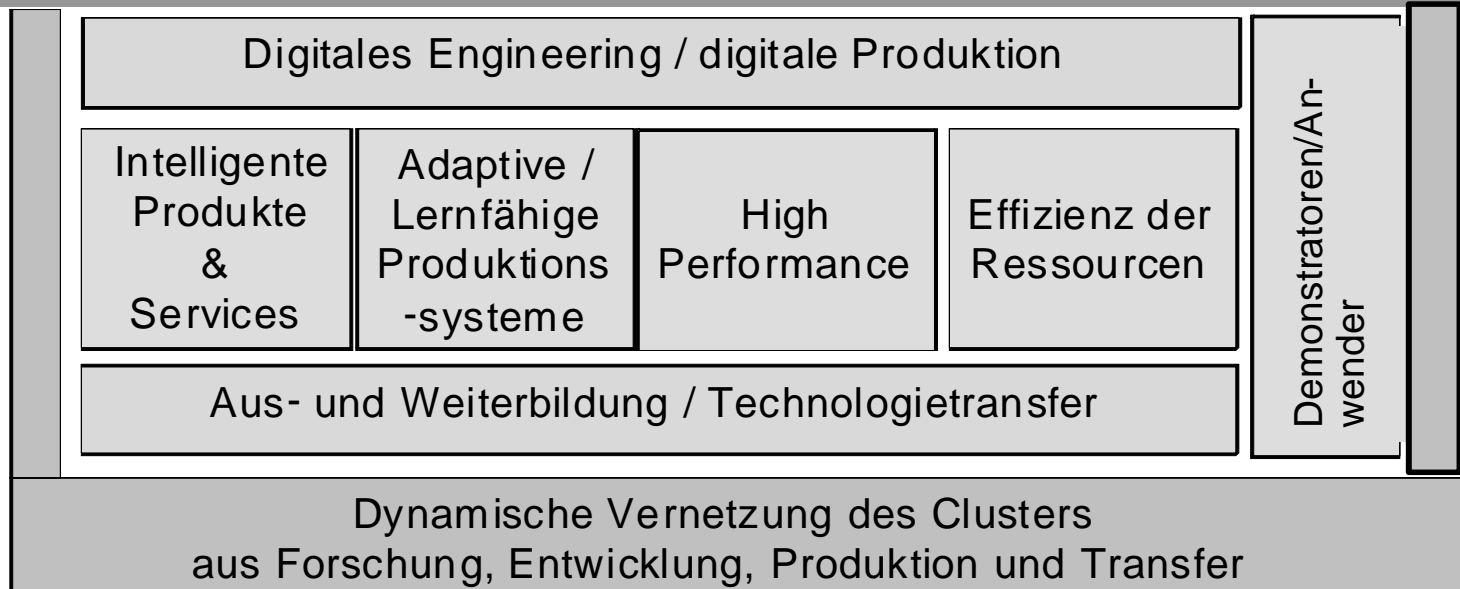 Digitales Engineering / digitale Produktion
Intelligente
Produkte
&
Services
Adaptive /
Lernfähige
Produktions
-systeme
High
Performance
Effizienz der
Ressourcen
Demonstratoren/An-
wender
Aus- und Weiterbildung / Technologietransfer
Dynamische Vernetzung des Clusters
aus Forschung, Entwicklung, Produktion und Transfer